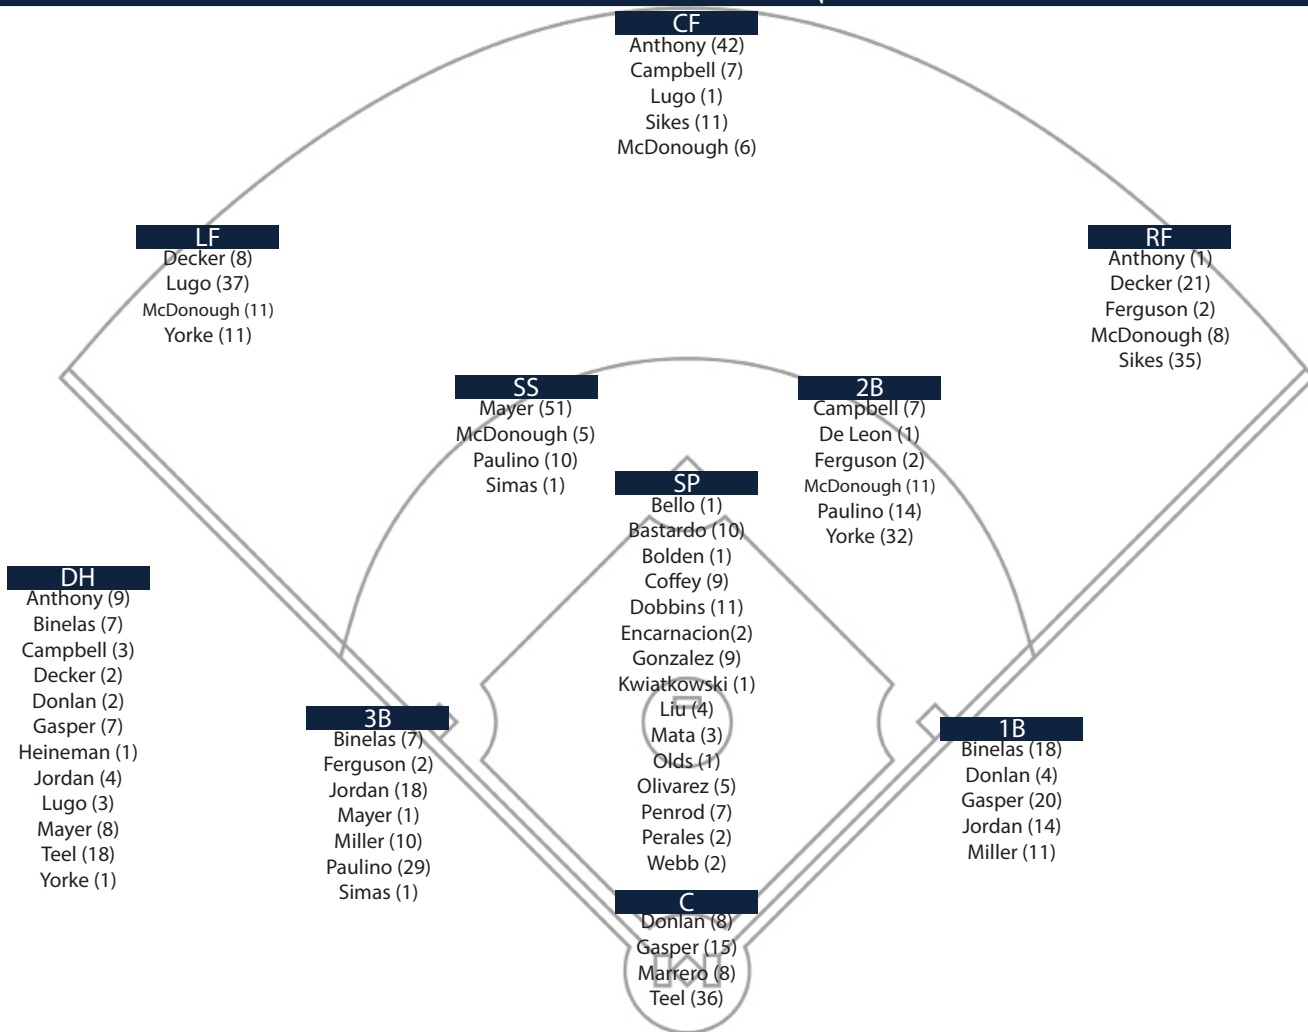 CF
Anthony (42)
Campbell (7)
Lugo (1)
Sikes (11)
McDonough (6)
LF
Decker (8)
Lugo (37)
McDonough (11)
Yorke (11)
RF
Anthony (1)
Decker (21)
Ferguson (2)
McDonough (8)
Sikes (35)
SS
Mayer (51)
McDonough (5)
Paulino (10)
Simas (1)
2B
Campbell (7)
De Leon (1)
Ferguson (2)
McDonough (11)
Paulino (14)
Yorke (32)
SP
Bello (1)
Bastardo (10)
Bolden (1)
Coffey (9)
Dobbins (11)
Encarnacion(2)
Gonzalez (9)
Kwiatkowski (1)
Liu (4)
Mata (3)
Olds (1)
Olivarez (5)
Penrod (7)
Perales (2)
Webb (2)
DH
Anthony (9)
Binelas (7)
Campbell (3)
Decker (2)
Donlan (2)
Gasper (7)
Heineman (1)
Jordan (4)
Lugo (3)
Mayer (8)
Teel (18)
Yorke (1)
3B
Binelas (7)
Ferguson (2)
Jordan (18)
Mayer (1)
Miller (10)
Paulino (29)
Simas (1)
1B
Binelas (18)
Donlan (4)
Gasper (20)
Jordan (14)
Miller (11)
C
Donlan (8)
Gasper (15)
Marrero (8)
Teel (36)